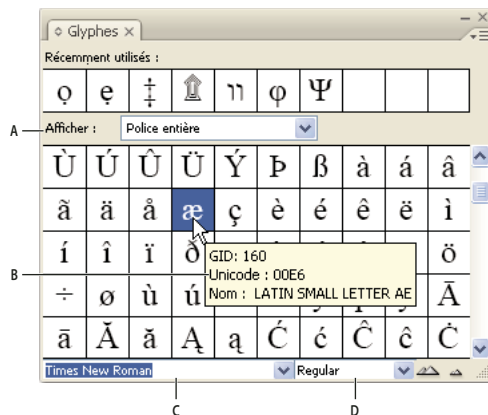 Glyphes
Récemment utilisés :
ọ ẹ ‡ װ φ Ψ
A
Afficher : Police entière
Ù Ú Û Ü Ý Þ ß à á â
ã ä å æ ç è é ê ë ì
í î ï ð ö
GID: 160
B
Unicode : 00E6
÷ ø ù ú Ā
Nom : LATIN SMALL LETTER AE
ā Ă ă Ą ą Ć ć Ĉ ĉ Ċ
Times New Roman Regular
C D